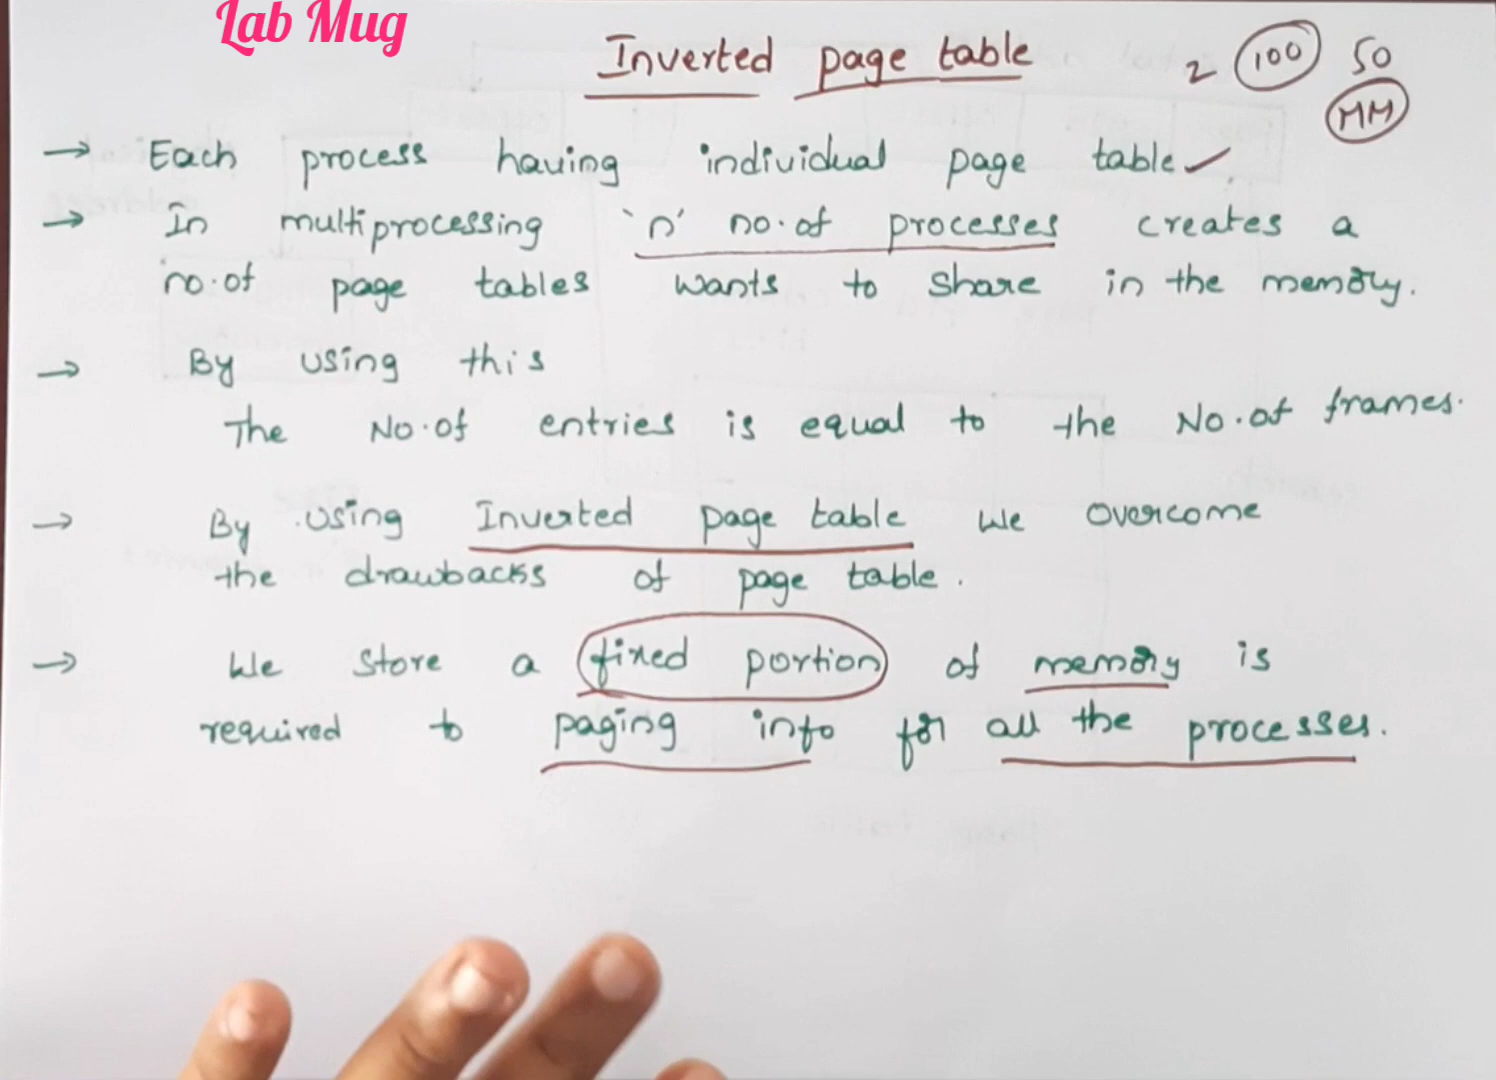 Lab Mug
Inverted page table
2 100 50
MM
→ Each process having individual page table
→ In multiprocessing 'n' no.of processes creates a
no.of page tables wants to share in the memory.
→ By using this
The No.of entries is equal to the No.of frames.
→ By using Inverted page table we overcome
the drawbacks of page table.
→ We store a fixed portion of memory is
required to paging info for all the processes.